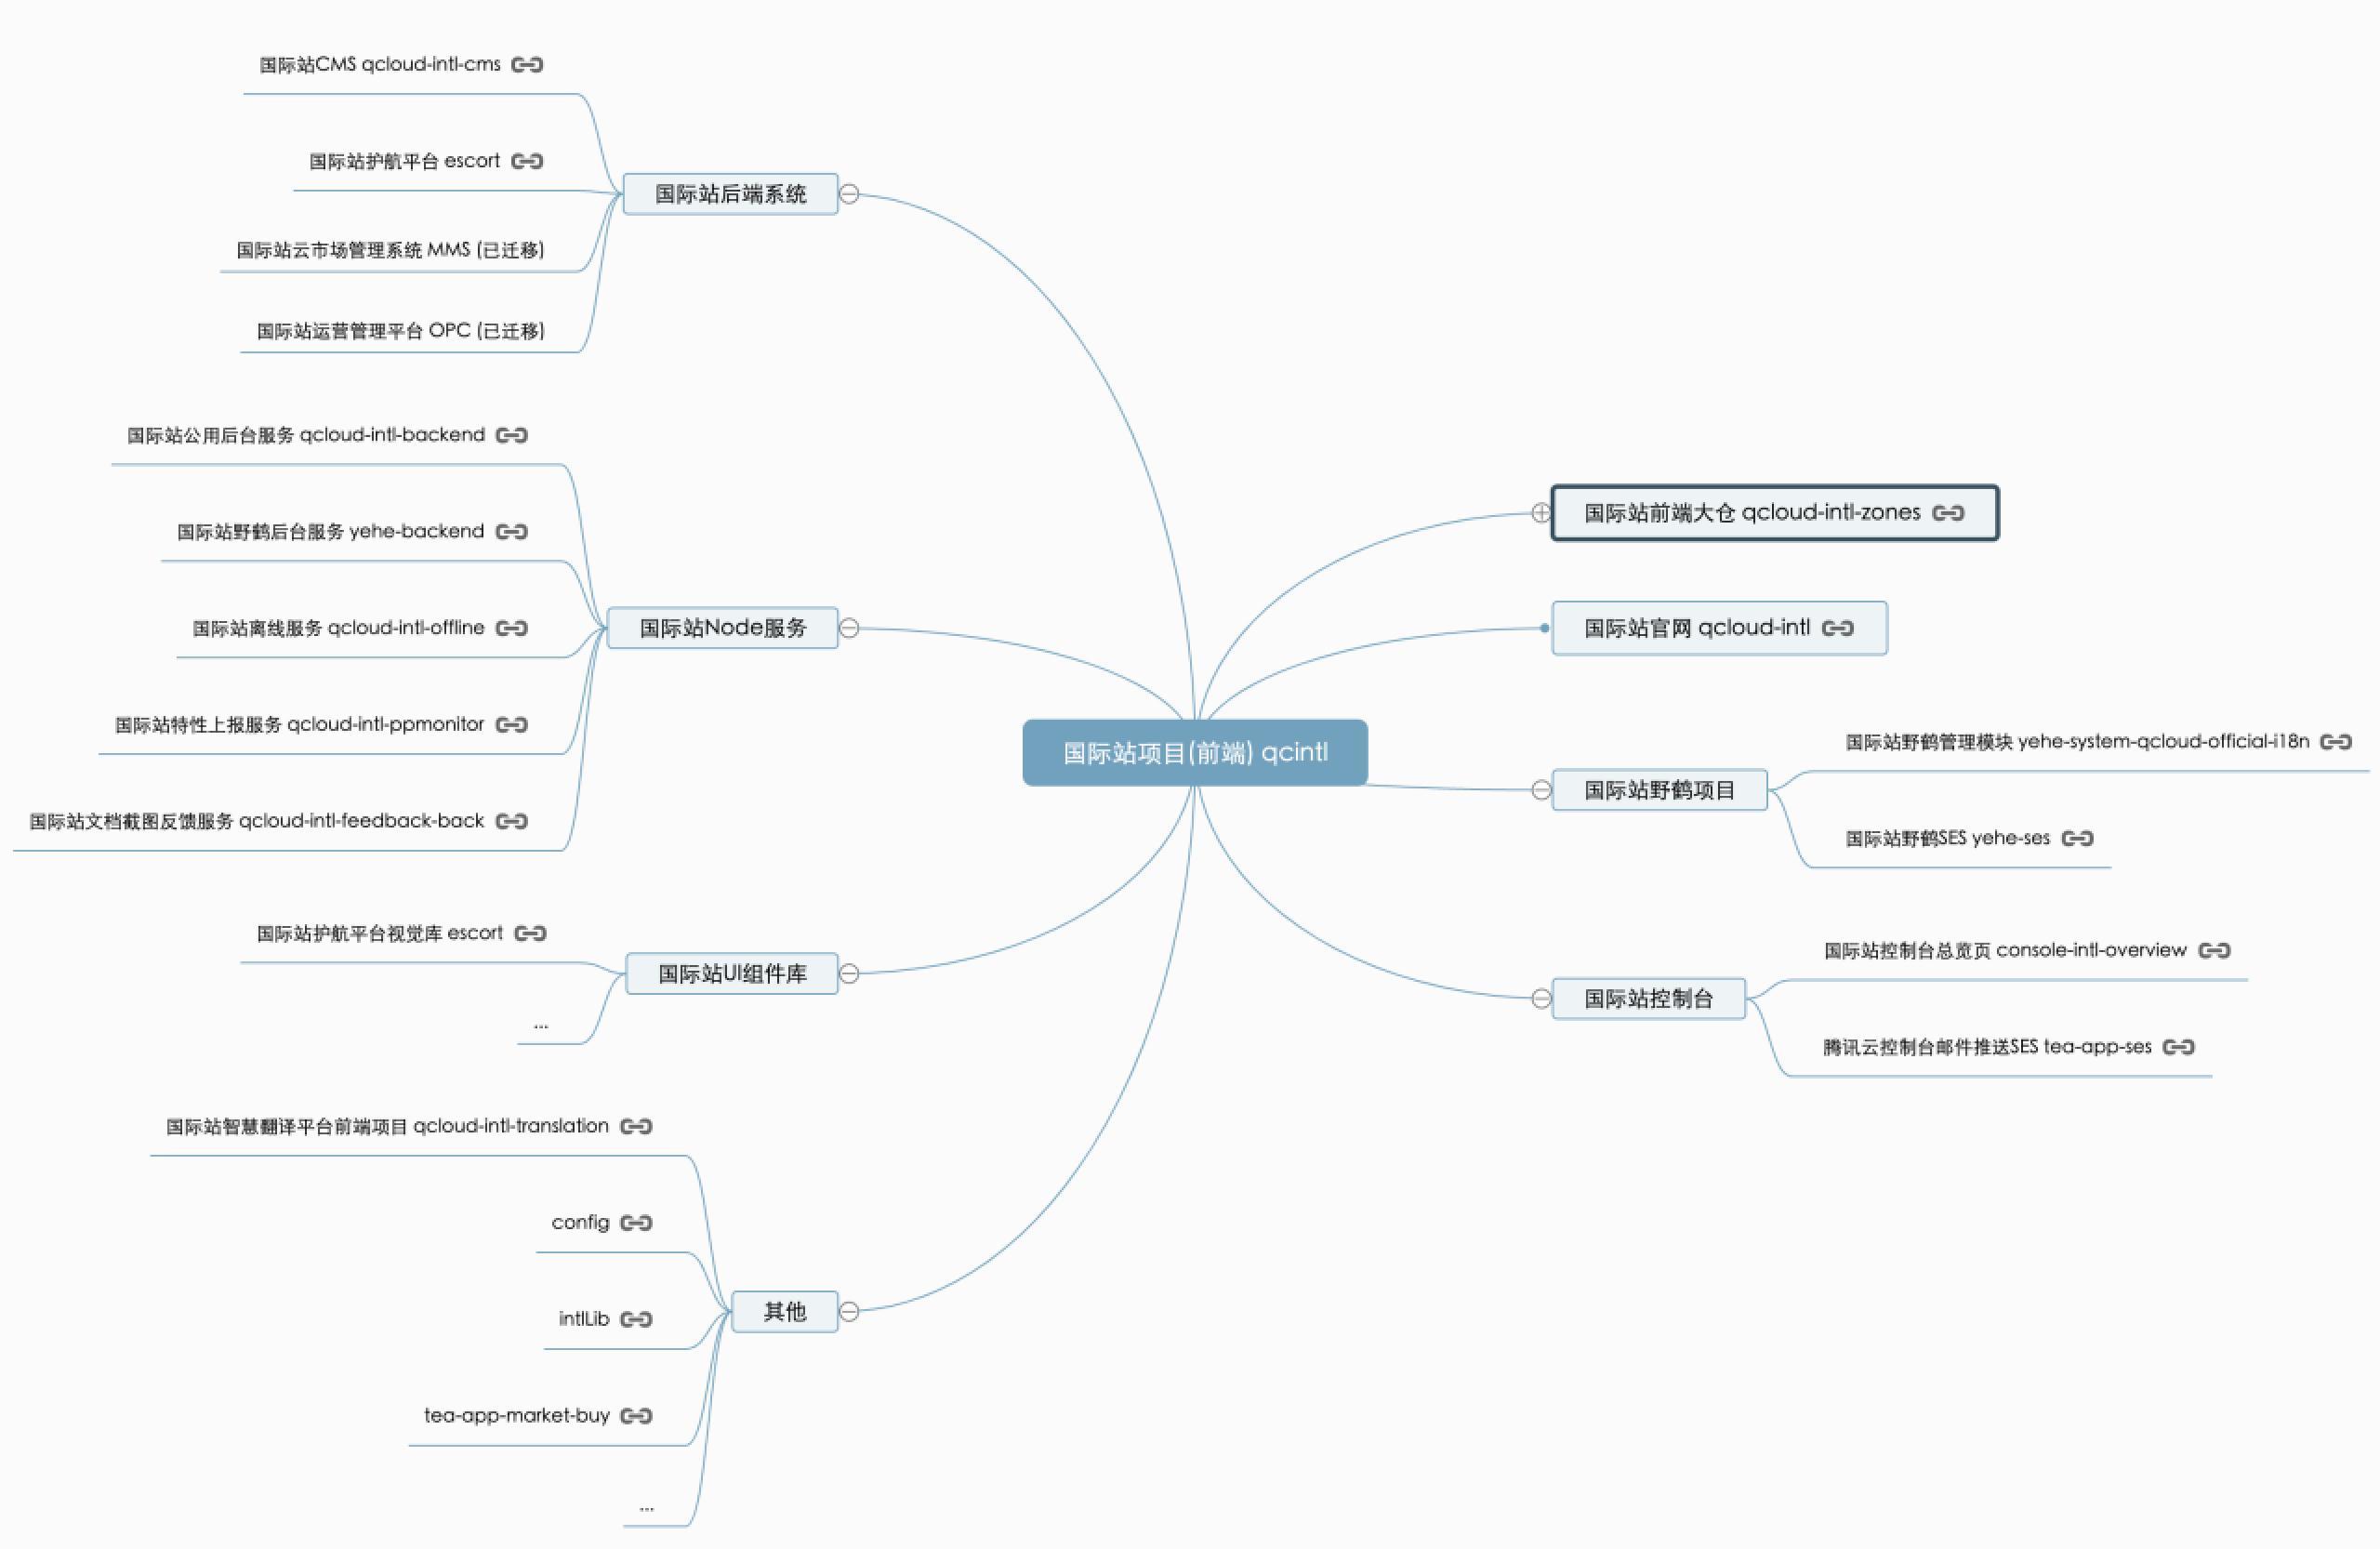 国际站CMS qcloud-intl-cms
国际站护航平台 escort
国际站后端系统
国际站云市场管理系统 MMS (已迁移)
国际站运营管理平台 OPC (已迁移)
国际站公用后台服务 qcloud-intl-backend
国际站野鹤后台服务 yehe-backend
国际站离线服务 qcloud-intl-offline
国际站Node服务
国际站特性上报服务 qcloud-intl-ppmonitor
国际站文档截图反馈服务 qcloud-intl-feedback-back
国际站护航平台视觉库 escort
国际站UI组件库
...
国际站智慧翻译平台前端项目 qcloud-intl-translation
config
intlLib
其他
tea-app-market-buy
...
国际站项目(前端) qcintl
国际站前端大仓 qcloud-intl-zones
国际站官网 qcloud-intl
国际站野鹤项目
国际站野鹤管理模块 yehe-system-qcloud-official-i18n
国际站野鹤SES yehe-ses
国际站控制台
国际站控制台总览页 console-intl-overview
腾讯云控制台邮件推送SES tea-app-ses